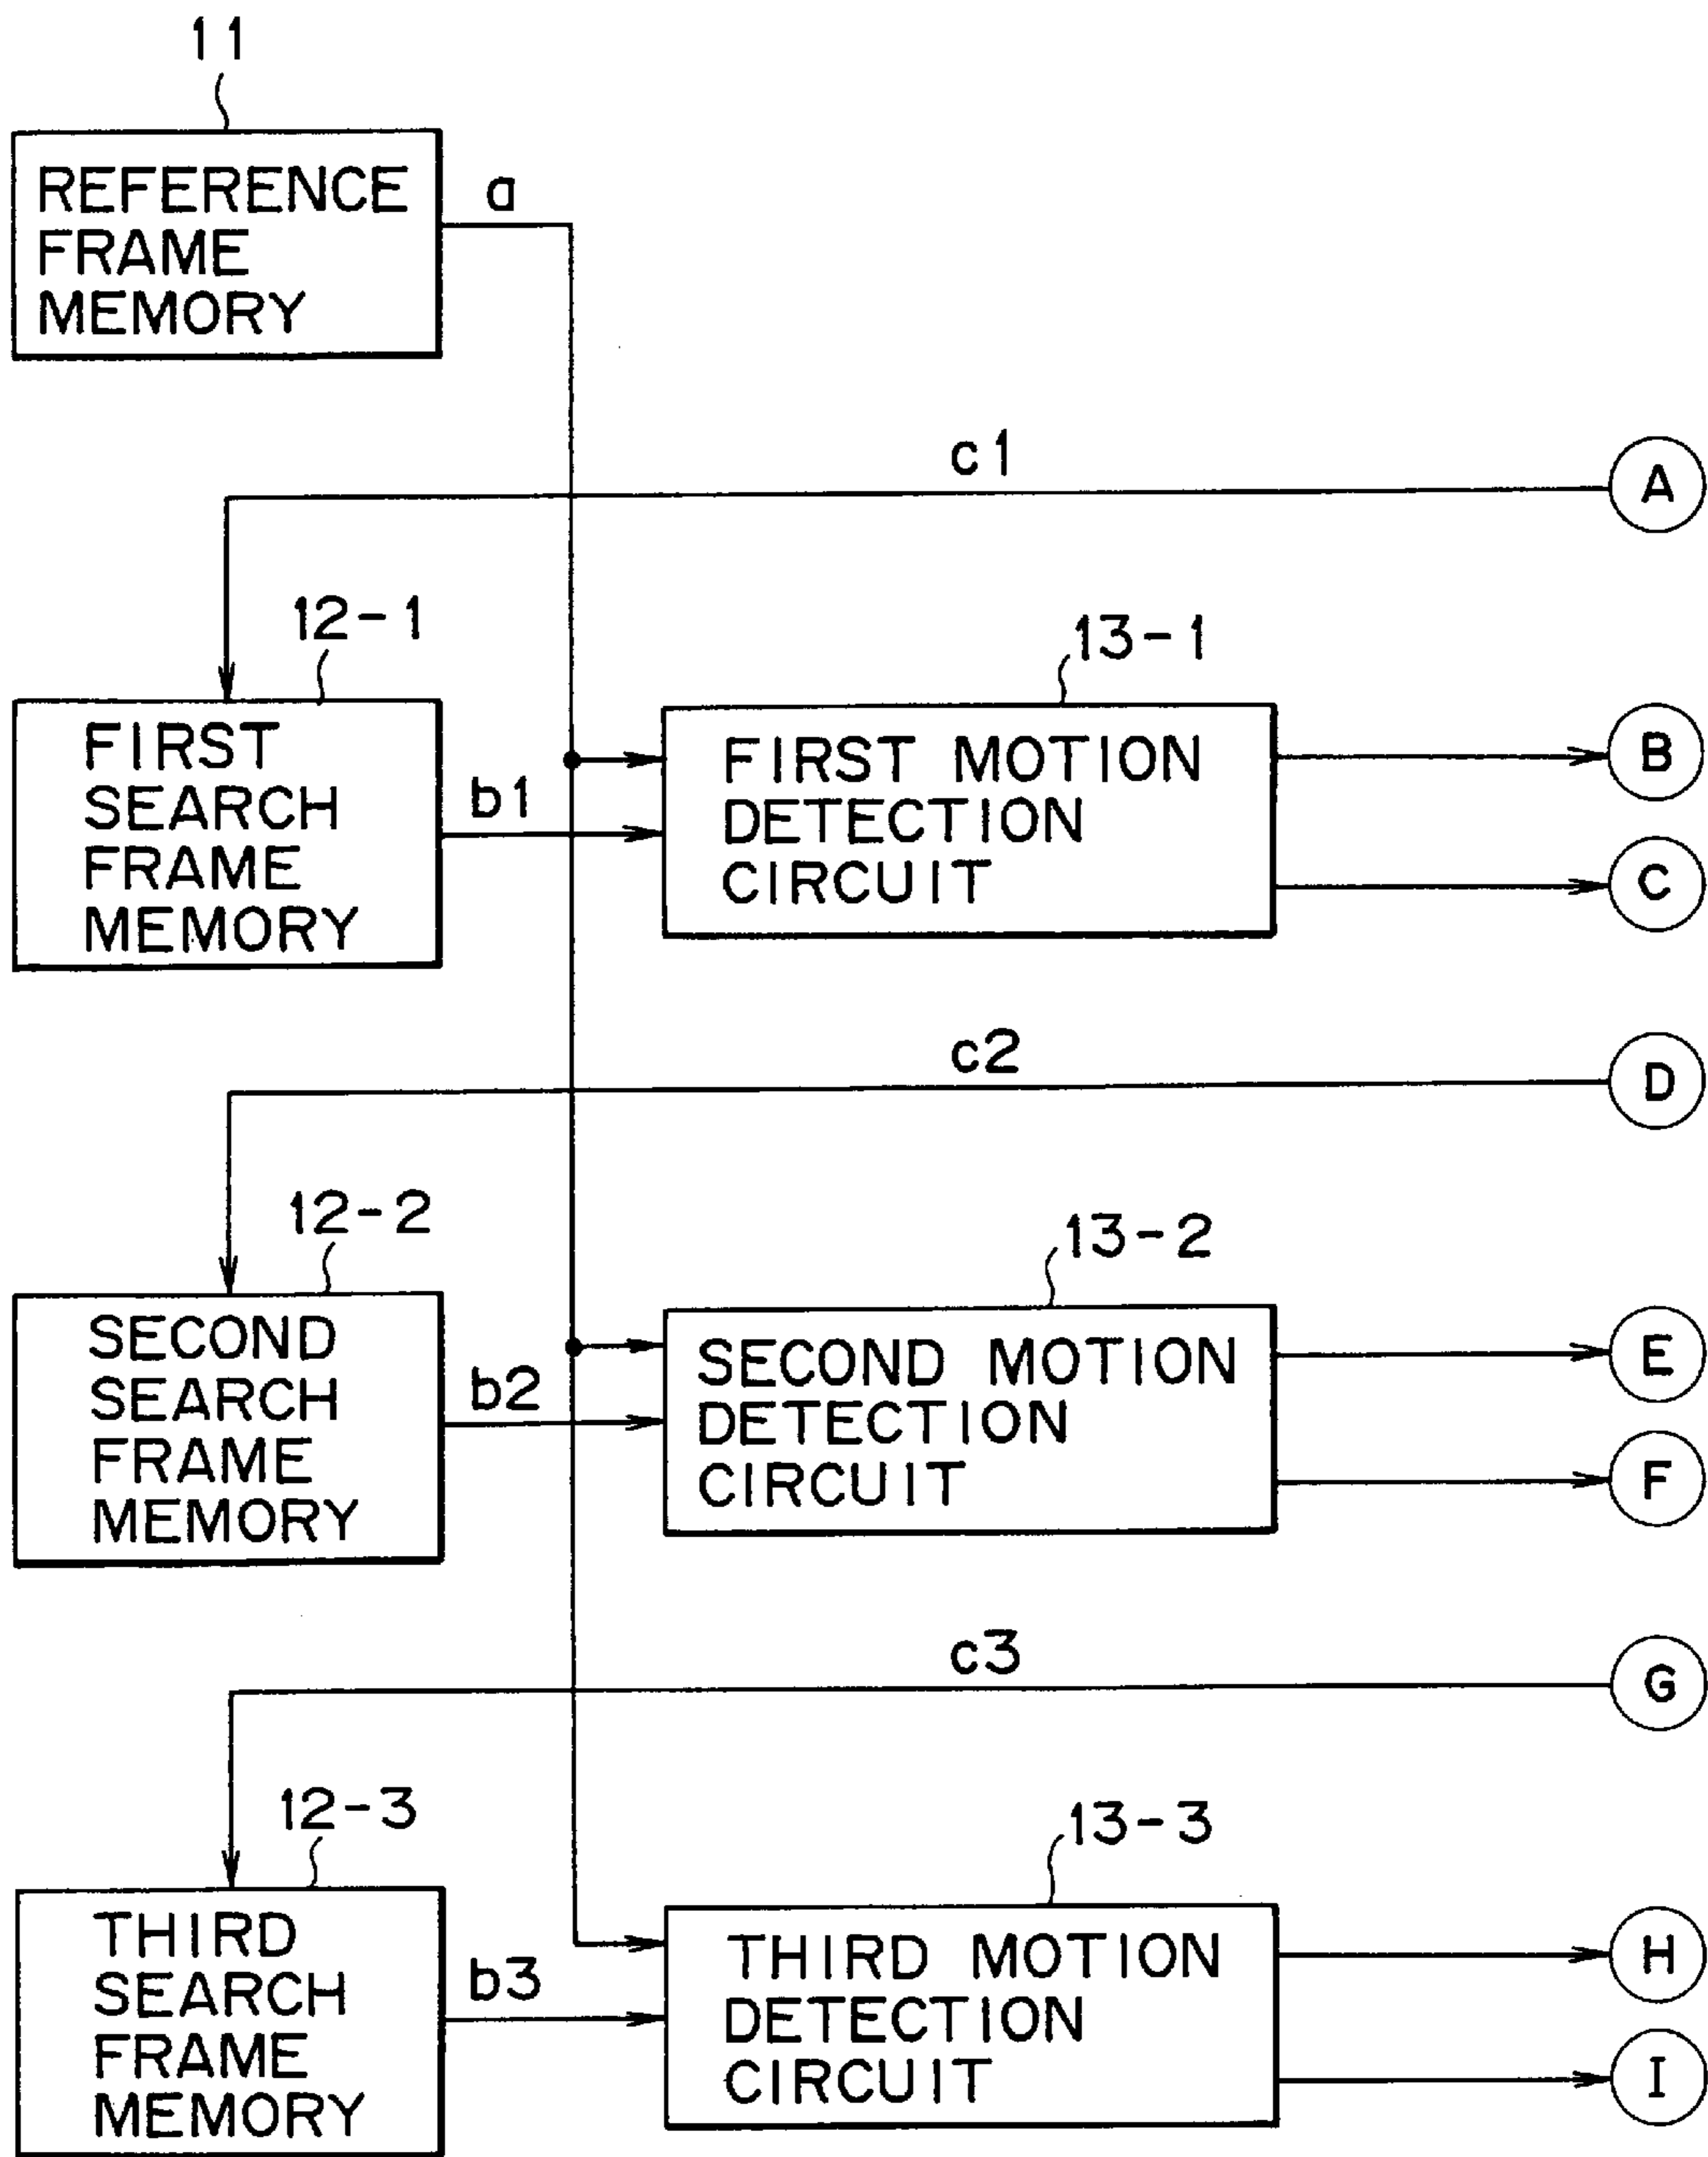 11
REFERENCE
FRAME
MEMORY
a
c1
A
12-1
FIRST
SEARCH
FRAME
MEMORY
b1
13-1
FIRST MOTION
DETECTION
CIRCUIT
B
C
c2
D
12-2
SECOND
SEARCH
FRAME
MEMORY
b2
13-2
SECOND MOTION
DETECTION
CIRCUIT
E
F
c3
G
12-3
THIRD
SEARCH
FRAME
MEMORY
b3
13-3
THIRD MOTION
DETECTION
CIRCUIT
H
I